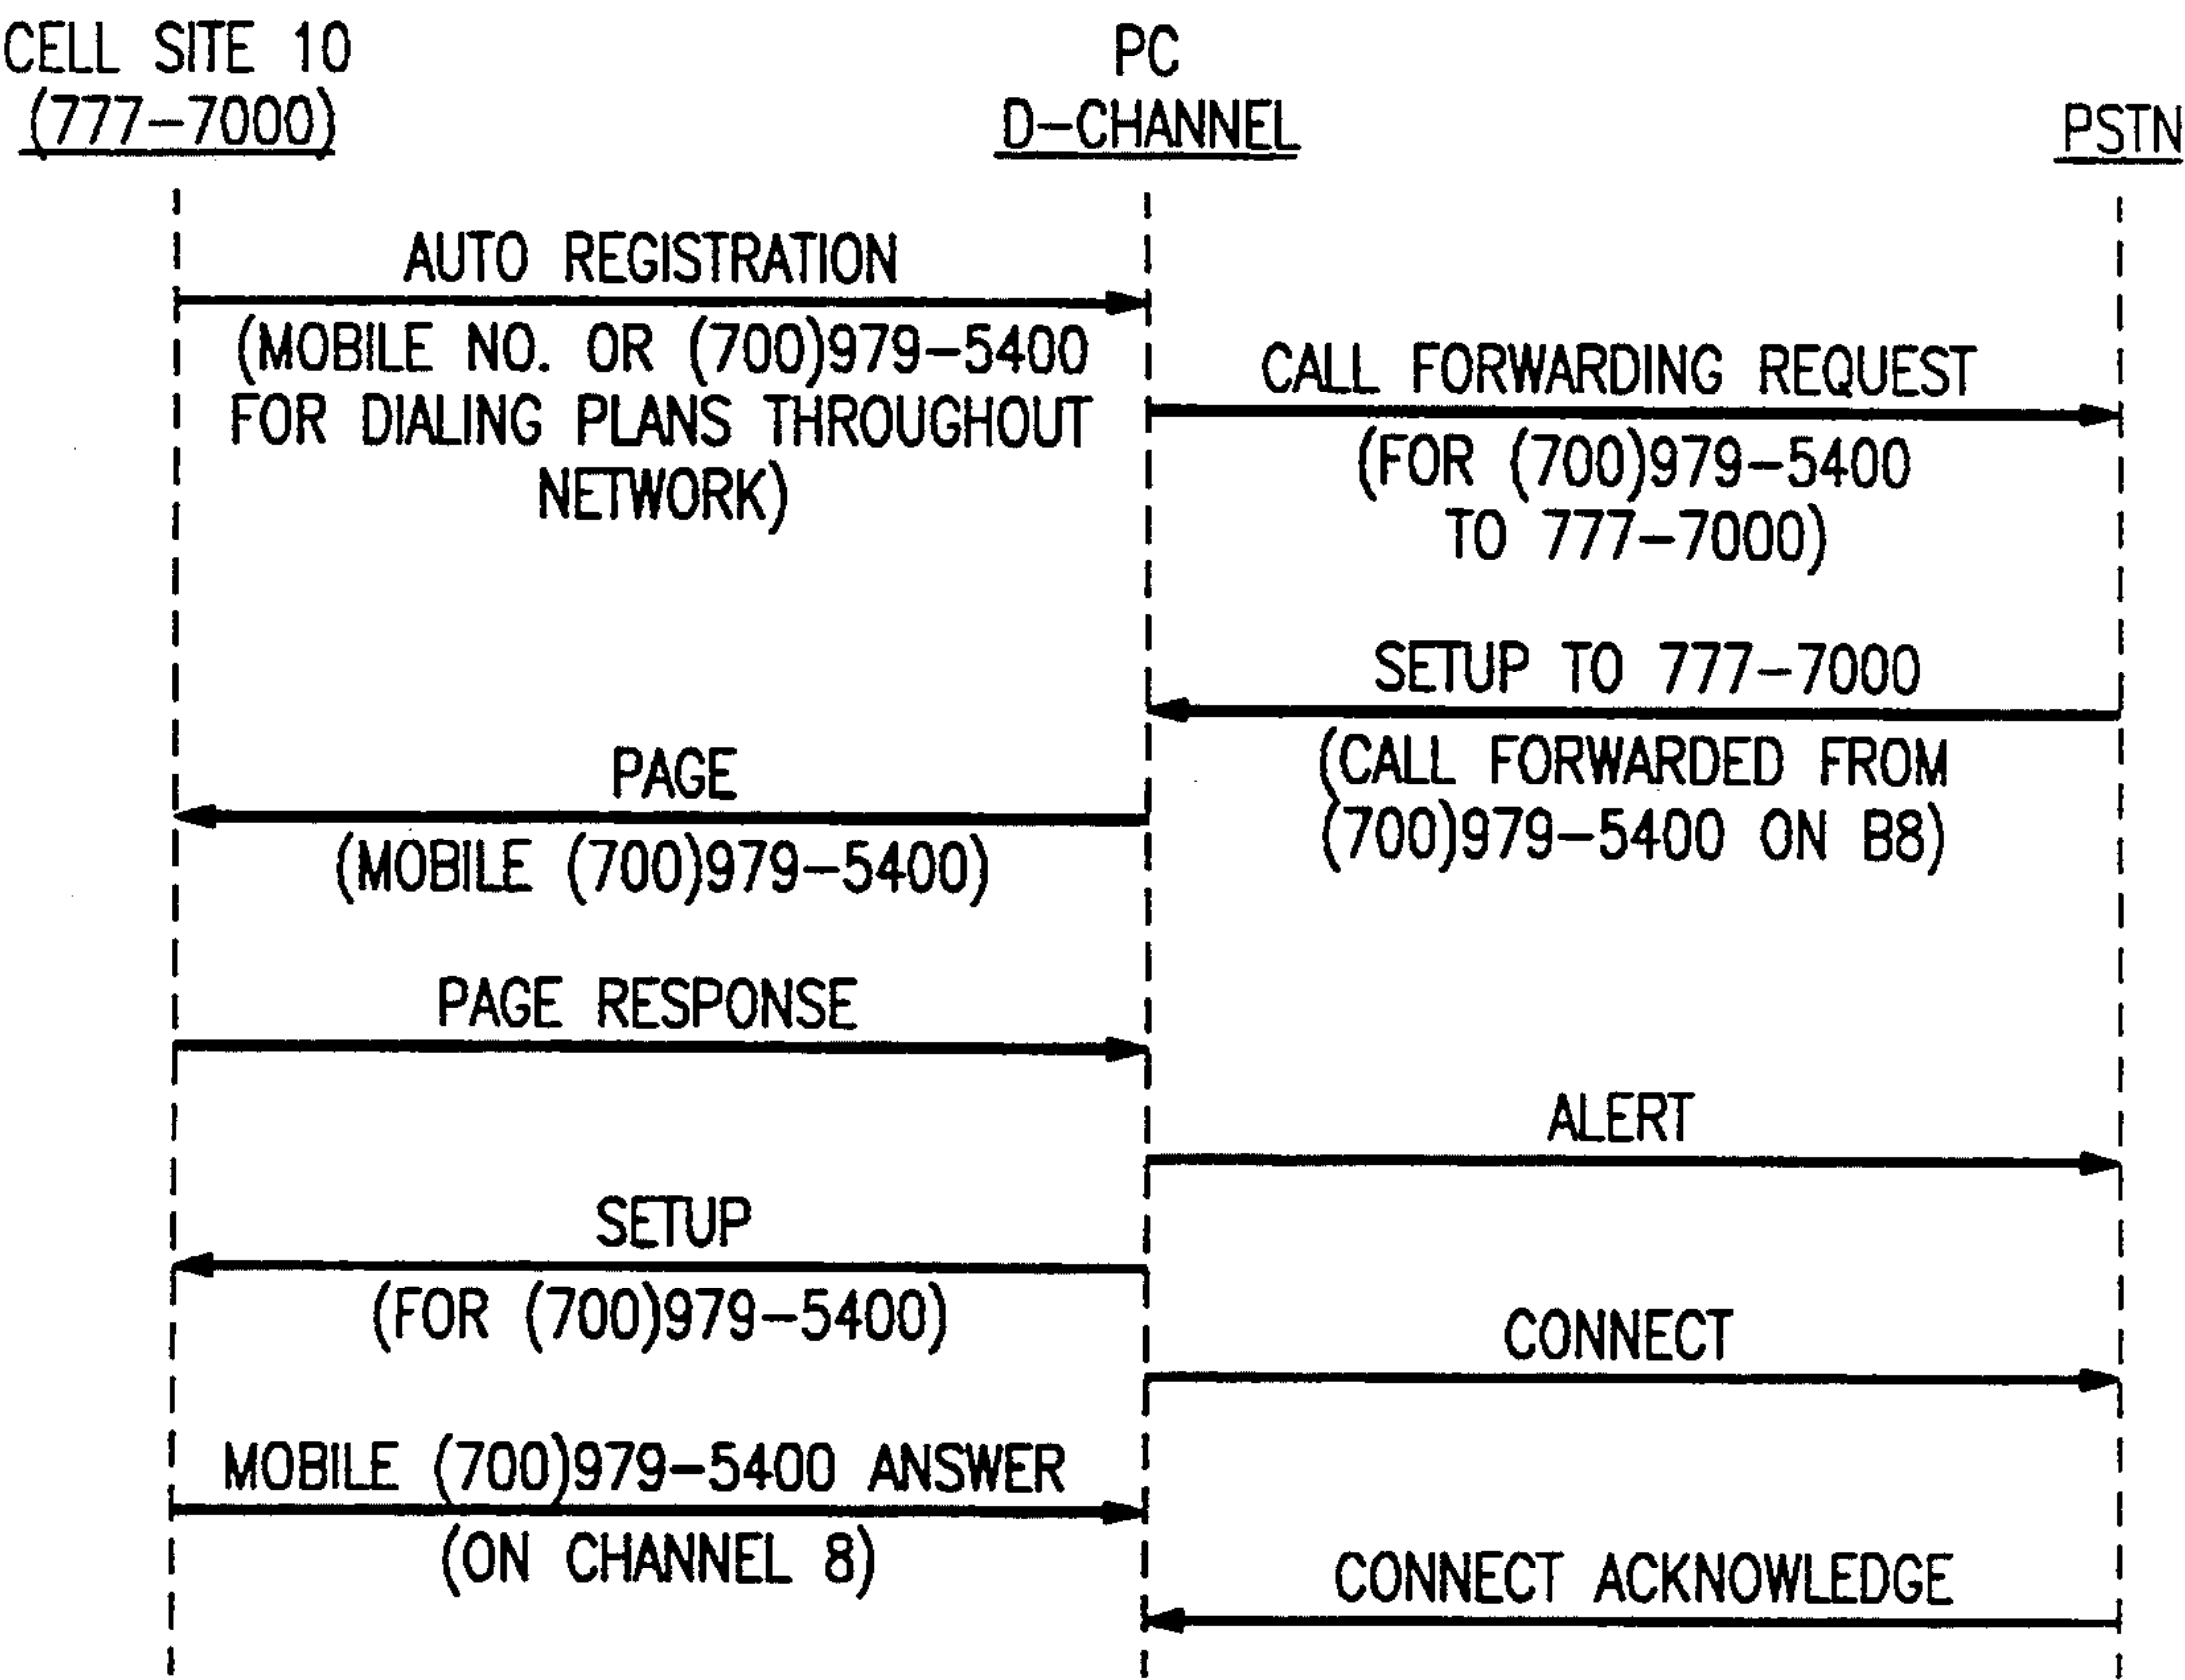 CELL SITE 10
(777-7000)
PC
D-CHANNEL
PSTN
AUTO REGISTRATION
(MOBILE NO. OR (700)979-5400
FOR DIALING PLANS THROUGHOUT
NETWORK)
CALL FORWARDING REQUEST
(FOR (700)979-5400
TO 777-7000)
SETUP TO 777-7000
(CALL FORWARDED FROM
(700)979-5400 ON B8)
PAGE
(MOBILE (700)979-5400)
PAGE RESPONSE
ALERT
SETUP
(FOR (700)979-5400)
CONNECT
MOBILE (700)979-5400 ANSWER
(ON CHANNEL 8)
CONNECT ACKNOWLEDGE